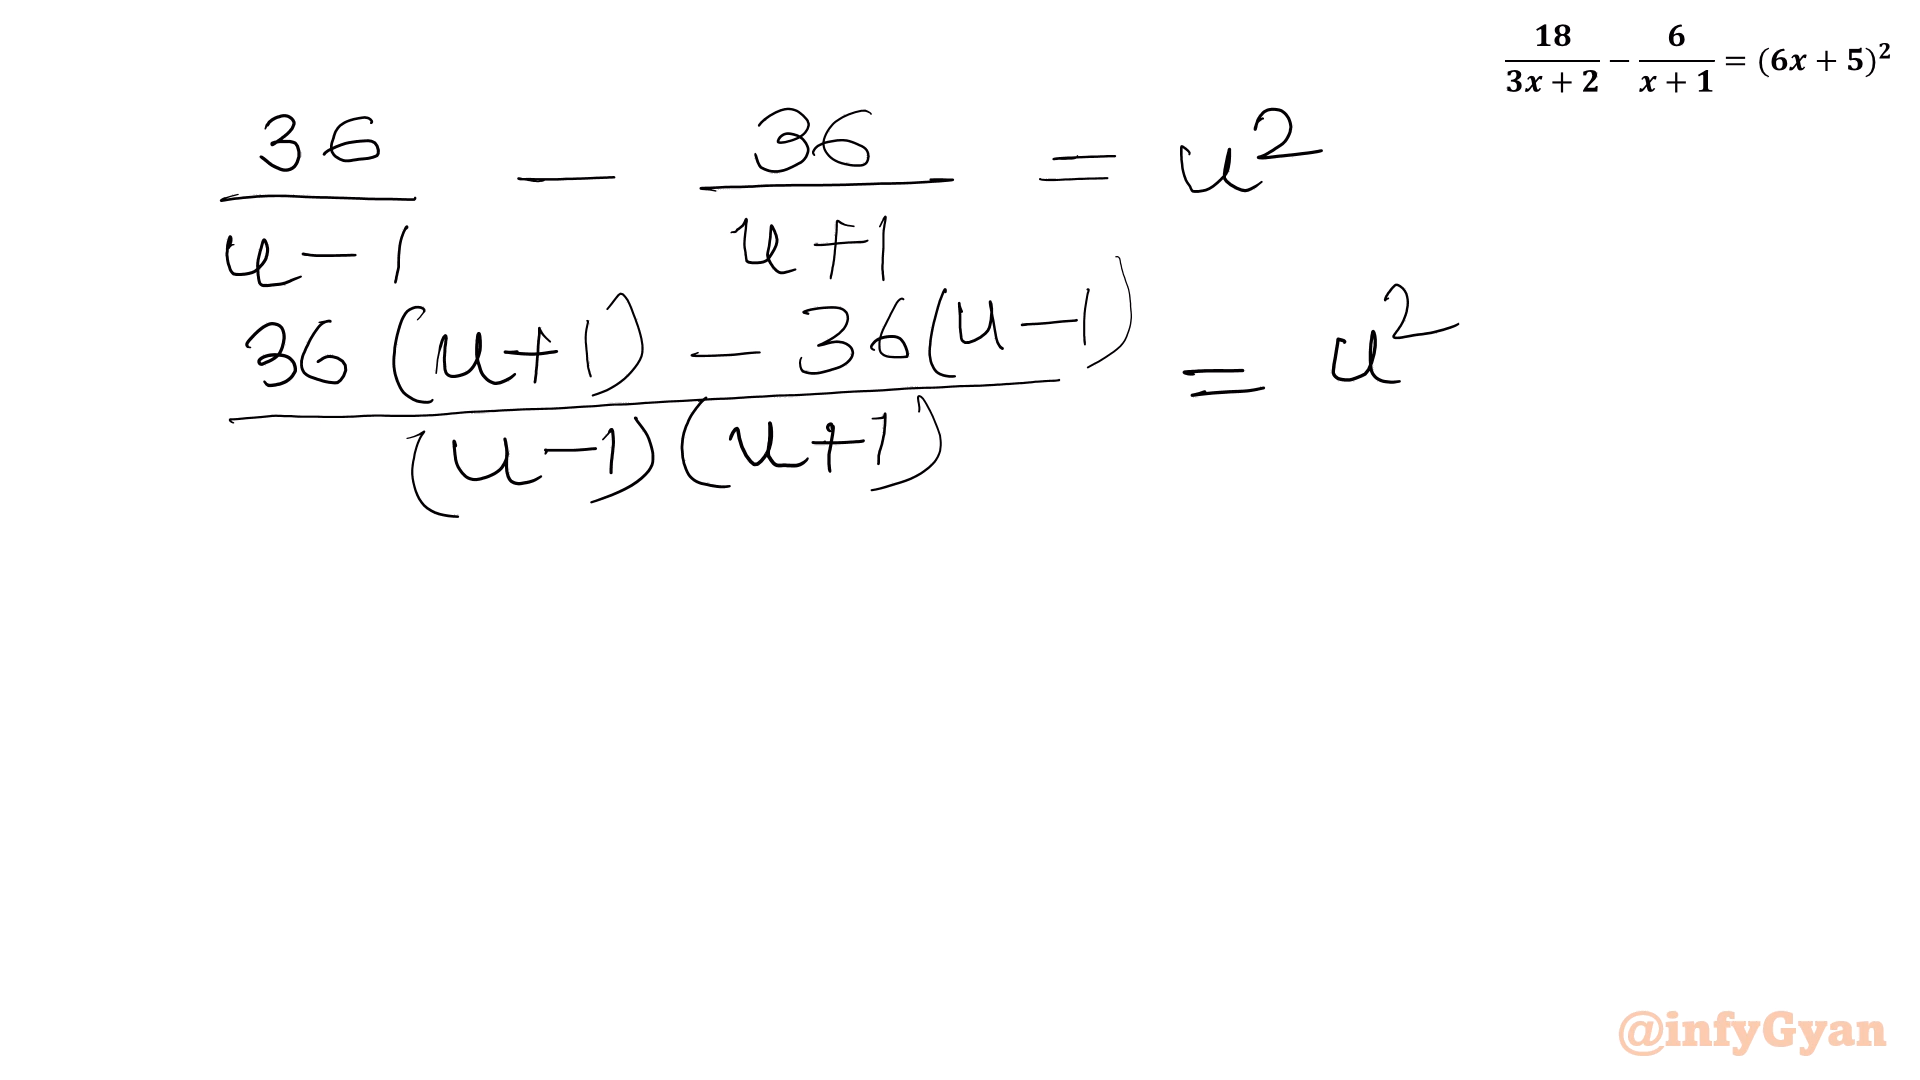 18/(3x + 2) − 6/(x + 1) = (6x + 5)²
36/(u − 1) − 36/(u + 1) = u²
(36(u + 1) − 36(u − 1))/((u − 1)(u + 1)) = u²
@infyGyan